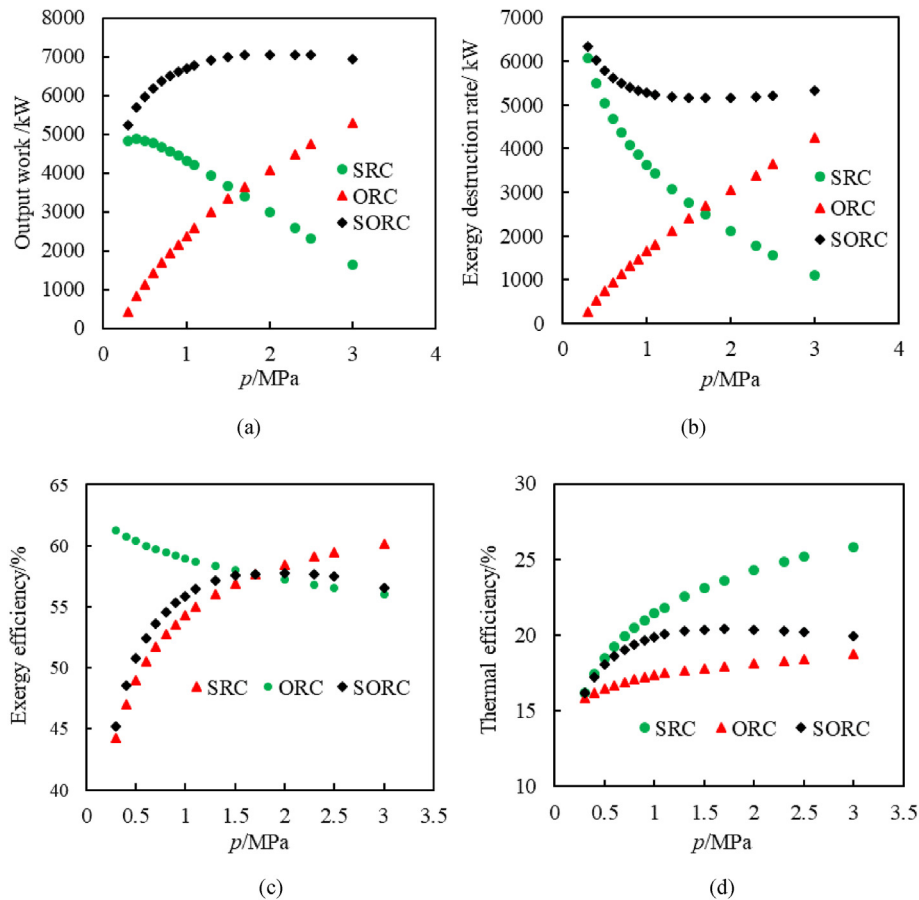 Output work /kW
8000
7000
6000
5000
4000
3000
2000
1000
0
SRC
ORC
SORC
0 1 2 3 4
p/MPa
(a)
Exergy destruction rate/ kW
7000
6000
5000
4000
3000
2000
1000
0
SRC
ORC
SORC
0 1 2 3 4
p/MPa
(b)
Exergy efficiency/%
65
60
55
50
45
40
SRC ORC SORC
0 0.5 1 1.5 2 2.5 3 3.5
p/MPa
(c)
Thermal efficiency/%
30
25
20
15
10
SRC ORC SORC
0 0.5 1 1.5 2 2.5 3 3.5
p/MPa
(d)